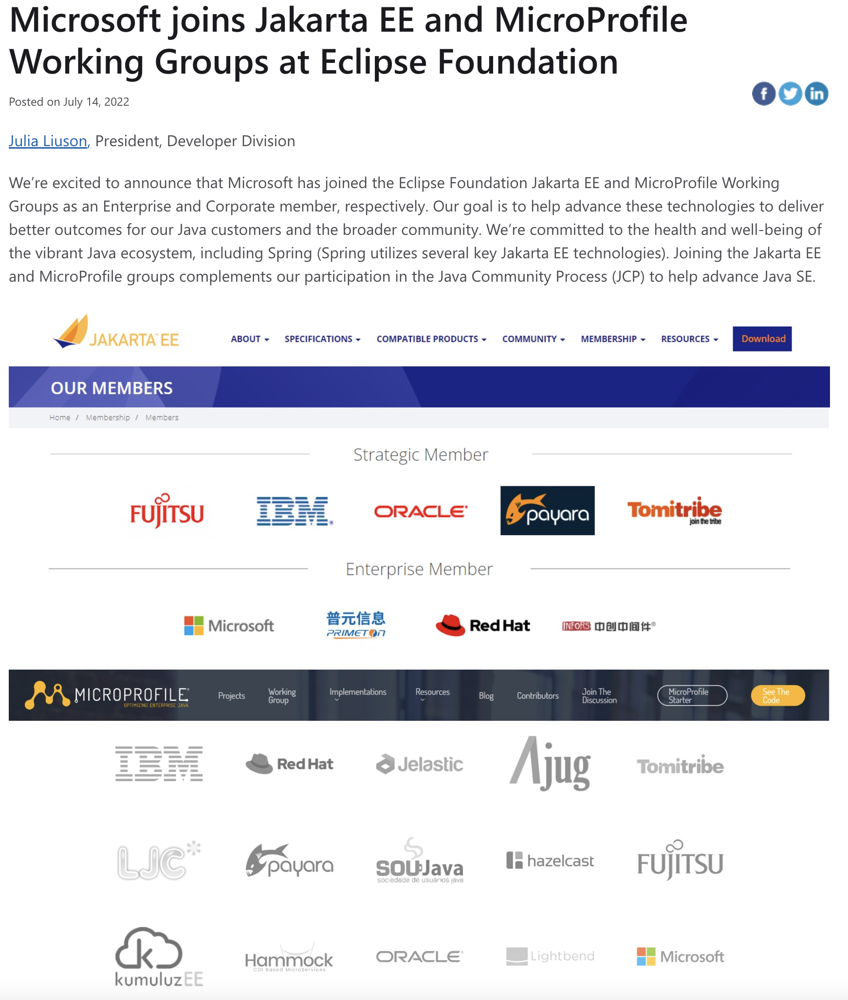 Microsoft joins Jakarta EE and MicroProfile
Working Groups at Eclipse Foundation
Posted on July 14, 2022
f in
Julia Liuson, President, Developer Division
We’re excited to announce that Microsoft has joined the Eclipse Foundation Jakarta EE and MicroProfile Working
Groups as an Enterprise and Corporate member, respectively. Our goal is to help advance these technologies to deliver
better outcomes for our Java customers and the broader community. We’re committed to the health and well-being of
the vibrant Java ecosystem, including Spring (Spring utilizes several key Jakarta EE technologies). Joining the Jakarta EE
and MicroProfile groups complements our participation in the Java Community Process (JCP) to help advance Java SE.
JAKARTA™ EE ABOUT SPECIFICATIONS COMPATIBLE PRODUCTS COMMUNITY MEMBERSHIP RESOURCES Download
OUR MEMBERS
Home / Membership / Members
Strategic Member
FUJITSU IBM® ORACLE® payara Tomitribe
join the tribe
Enterprise Member
Microsoft 普元信息 Red Hat INFORS 中创中间件®
PRIMETON
MICROPROFILE® Projects Working Group Implementations Resources Blog Contributors Join The Discussion MicroProfile Starter See The Code
OPTIMIZING ENTERPRISE JAVA
IBM Red Hat Jelastic Ajug Tomitribe
LJC* payara SOUJava hazelcast FUJITSU
sociedade de usuários java
kumuluzEE Hammock ORACLE® Lightbend Microsoft
CDI Based MicroServices